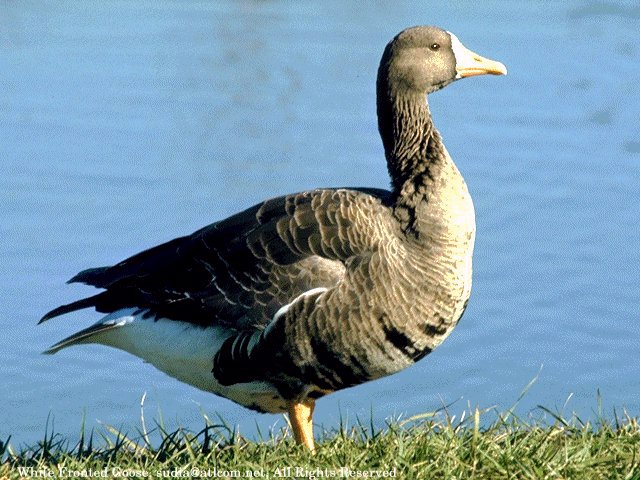 White Fronted Goose, sudia@atlcom.net, All Rights Reserved